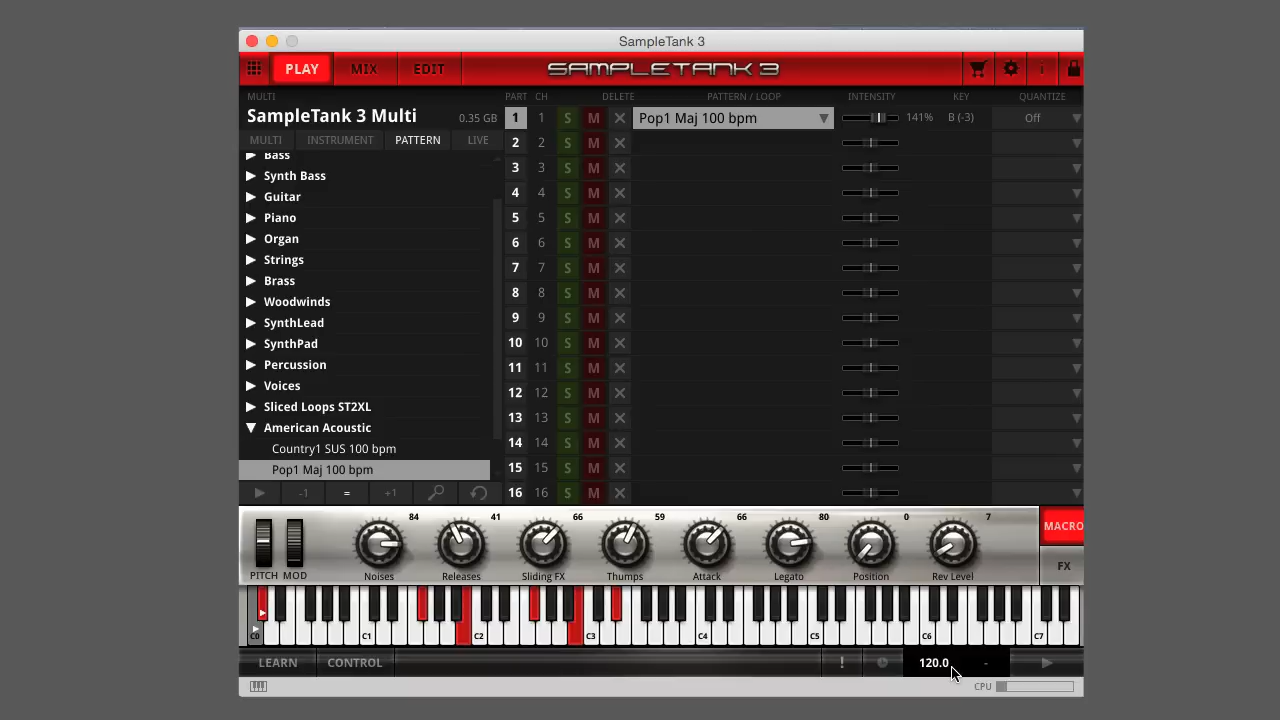 SampleTank 3
PLAY MIX EDIT SAMPLETANK 3 i
MULTI PART CH DELETE PATTERN / LOOP INTENSITY KEY QUANTIZE
SampleTank 3 Multi 0.35 GB 1 1 S M Pop1 Maj 100 bpm 141% B (-3) Off
MULTI INSTRUMENT PATTERN LIVE 2 2 S M
Bass
Synth Bass 3 3 S M
Guitar 4 4 S M
Piano 5 5 S M
Organ 6 6 S M
Strings 7 7 S M
Brass 8 8 S M
Woodwinds 9 9 S M
SynthLead
SynthPad 10 10 S M
Percussion 11 11 S M
Voices 12 12 S M
Sliced Loops ST2XL 13 13 S M
American Acoustic 14 14 S M
Country1 SUS 100 bpm
Pop1 Maj 100 bpm 15 15 S M
-1 = +1 16 16 S M
84 41 66 59 66 80 0 7
MACRO
PITCH MOD Noises Releases Sliding FX Thumps Attack Legato Position Rev Level
FX
C0 C1 C2 C3 C4 C5 C6 C7
LEARN CONTROL ! 120.0 -
CPU